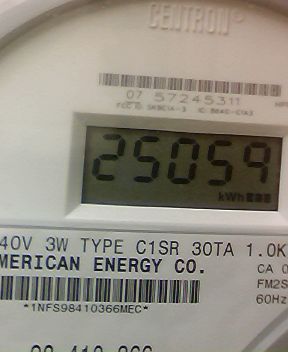 CENTRON®
07 57245311
25059
kWh
40V 3W TYPE C1SR 30TA 1.0K
MERICAN ENERGY CO.
CA 0
FM2S
60Hz
*1NFS98410366MEC*